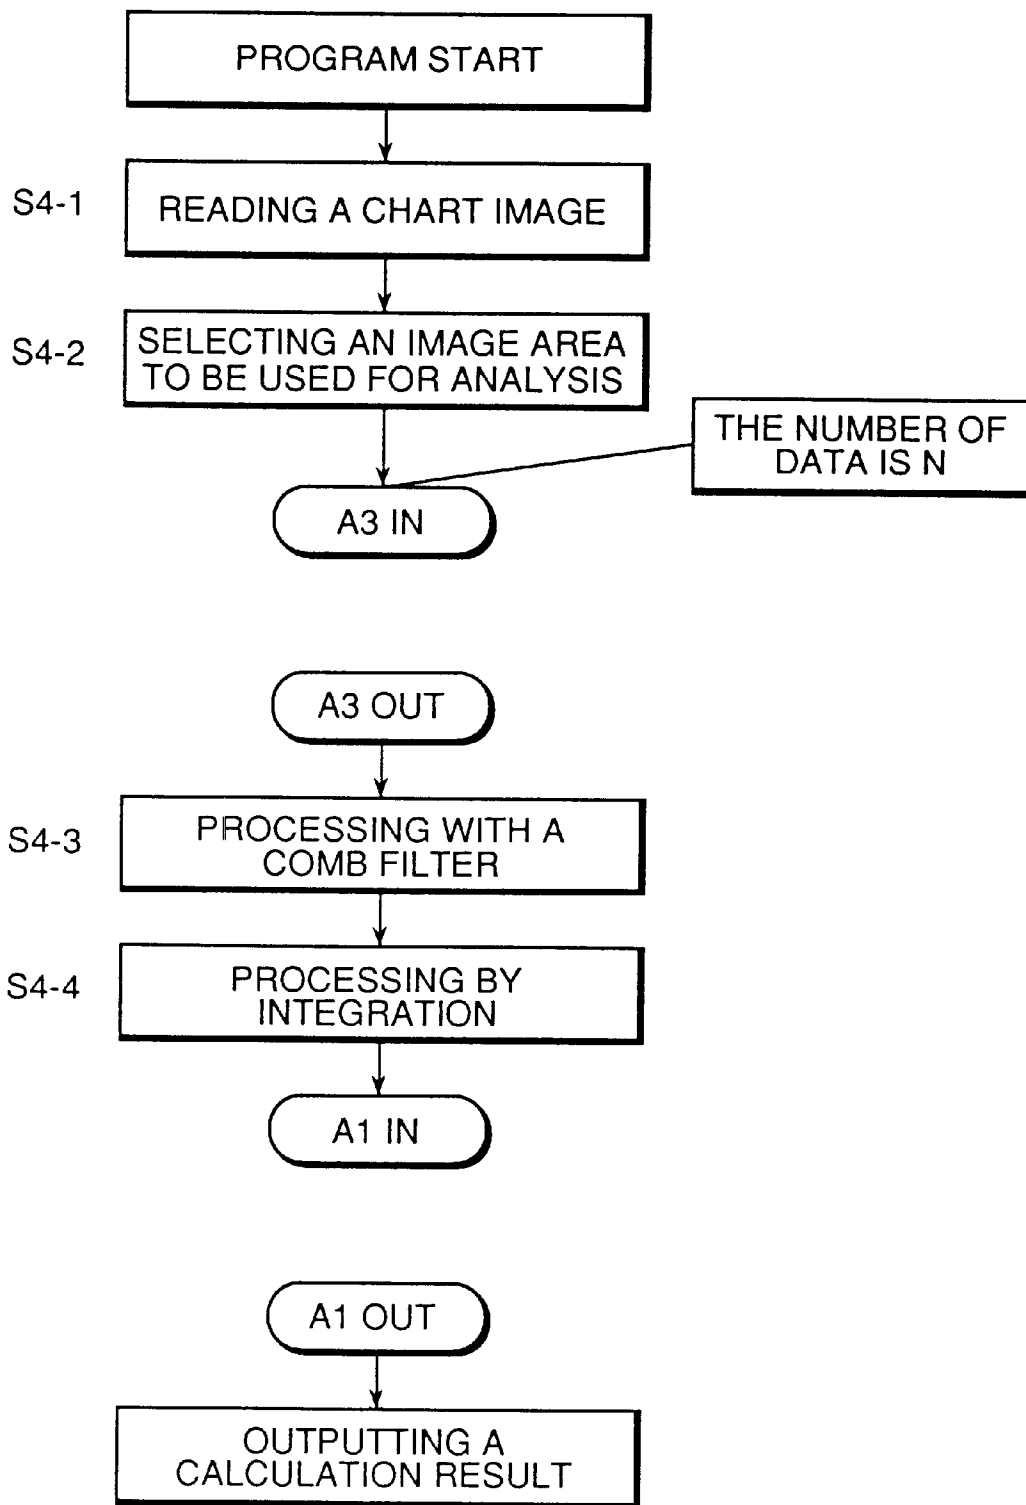 PROGRAM START
S4-1
READING A CHART IMAGE
S4-2
SELECTING AN IMAGE AREA
TO BE USED FOR ANALYSIS
THE NUMBER OF
DATA IS N
A3 IN
A3 OUT
S4-3
PROCESSING WITH A
COMB FILTER
S4-4
PROCESSING BY
INTEGRATION
A1 IN
A1 OUT
OUTPUTTING A
CALCULATION RESULT